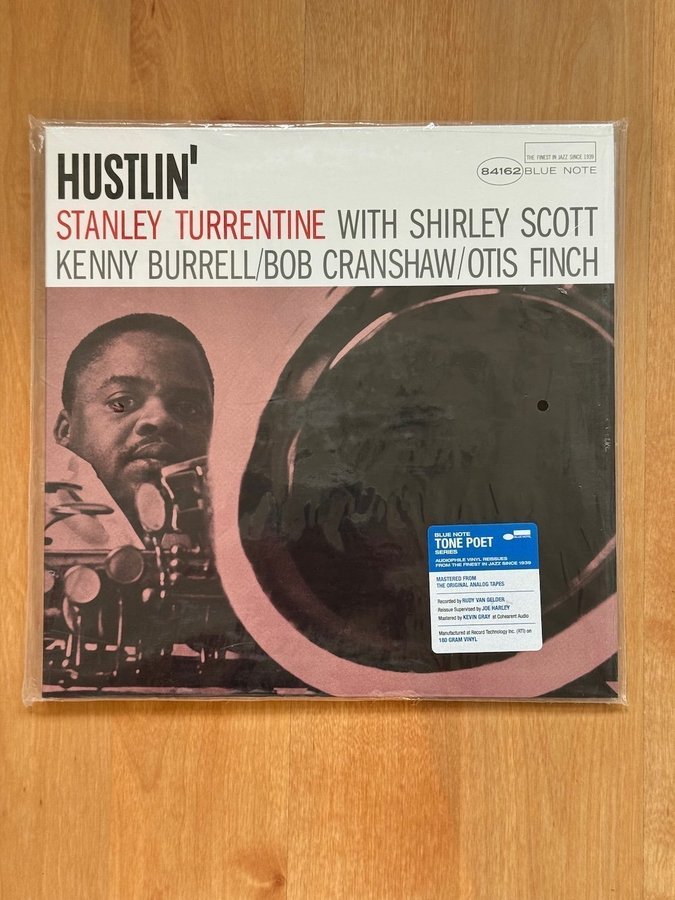 HUSTLIN'
THE FINEST IN JAZZ SINCE 1939
84162 BLUE NOTE
STANLEY TURRENTINE WITH SHIRLEY SCOTT
KENNY BURRELL/BOB CRANSHAW/OTIS FINCH
BLUE NOTE
TONE POET
SERIES
BLUE NOTE
AUDIOPHILE VINYL REISSUES
FROM THE FINEST IN JAZZ SINCE 1939
MASTERED FROM
THE ORIGINAL ANALOG TAPES
Recorded by RUDY VAN GELDER
Reissue Supervised by JOE HARLEY
Mastered by KEVIN GRAY at Cohearent Audio
Manufactured at Record Technology Inc. (RTI) on
180 GRAM VINYL